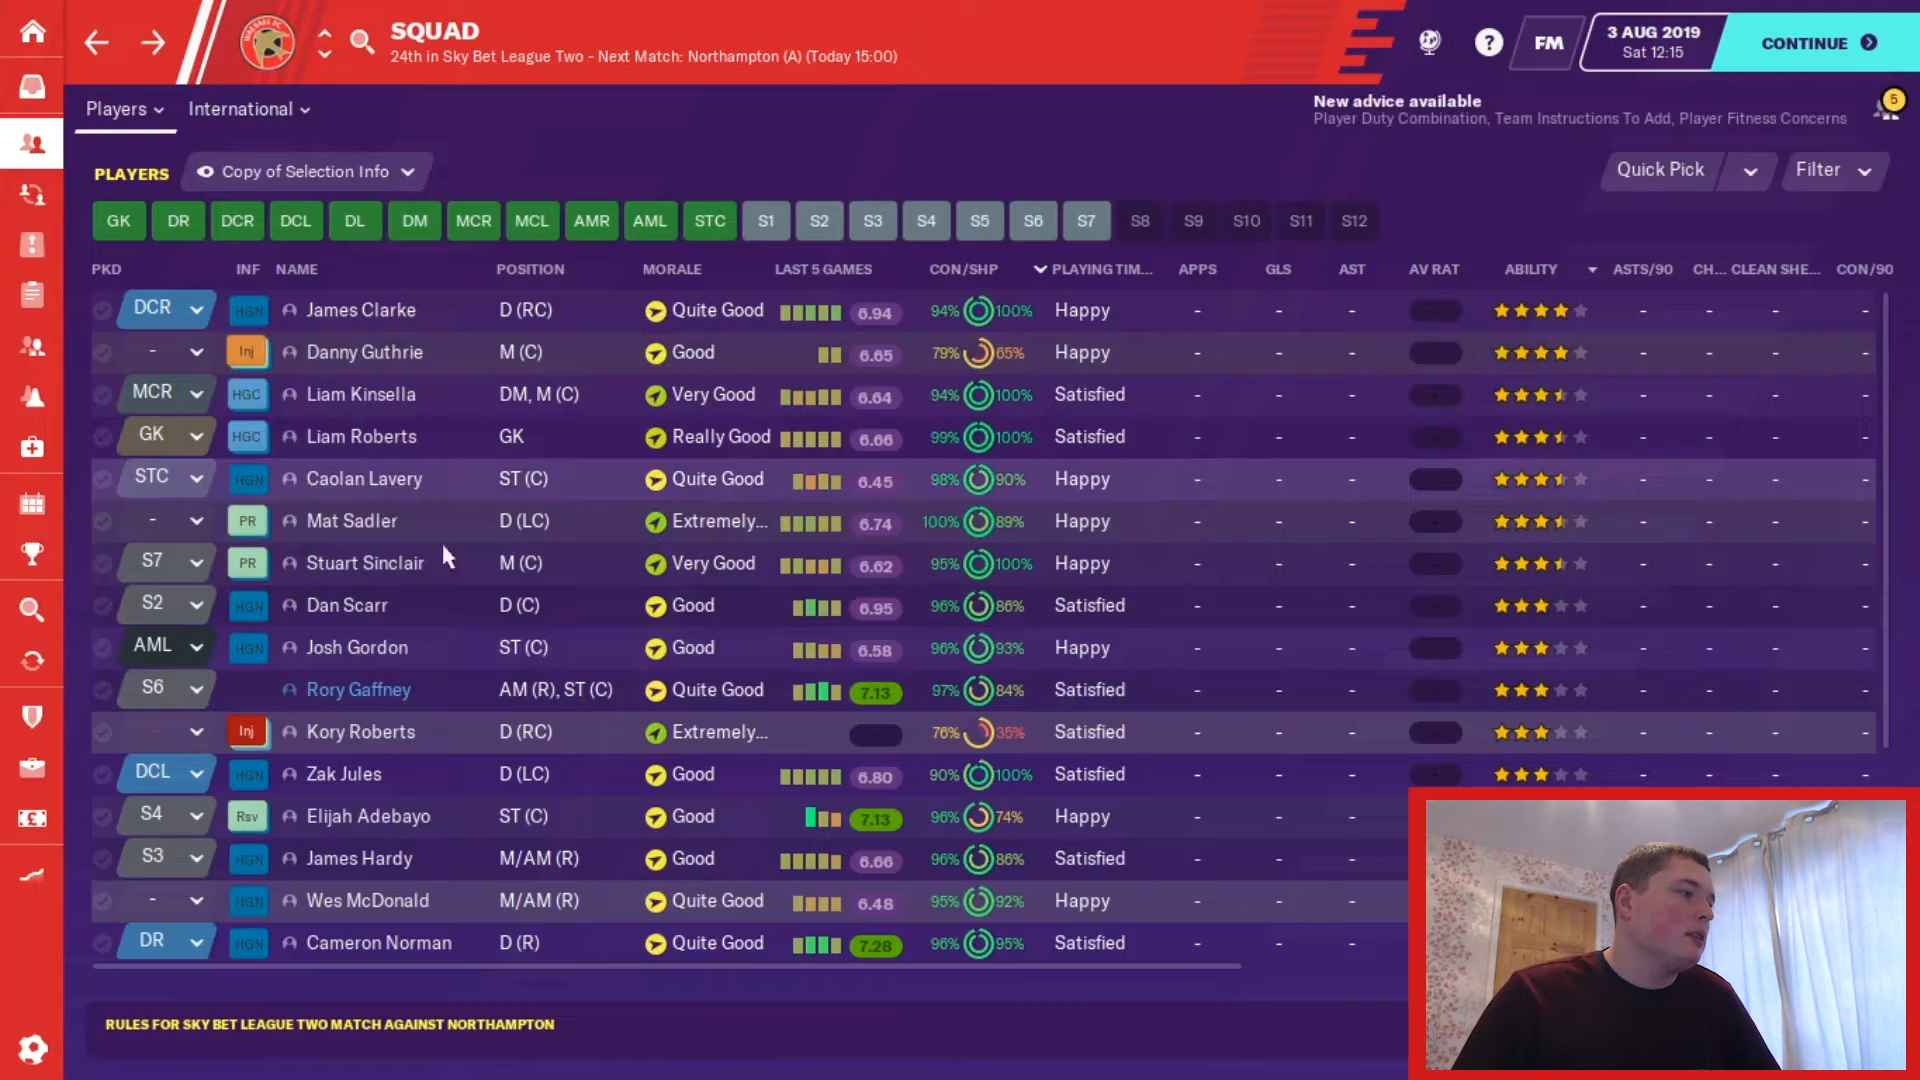 SQUAD
24th in Sky Bet League Two - Next Match: Northampton (A) (Today 15:00)
? FM 3 AUG 2019 Sat 12:15 CONTINUE
Players International
New advice available 5
Player Duty Combination, Team Instructions To Add, Player Fitness Concerns
PLAYERS Copy of Selection Info Quick Pick Filter
GK DR DCR DCL DL DM MCR MCL AMR AML STC S1 S2 S3 S4 S5 S6 S7 S8 S9 S10 S11 S12
PKD INF NAME POSITION MORALE LAST 5 GAMES CON/SHP PLAYING TIM... APPS GLS AST AV RAT ABILITY ASTS/90 CH... CLEAN SHE... CON/90
DCR HGN James Clarke D (RC) Quite Good 6.94 94% 100% Happy - - - - - - -
- Inj Danny Guthrie M (C) Good 6.65 79% 65% Happy - - - - - - -
MCR HGC Liam Kinsella DM, M (C) Very Good 6.64 94% 100% Satisfied - - - - - - -
GK HGC Liam Roberts GK Really Good 6.66 99% 100% Satisfied - - - - - - -
STC HGN Caolan Lavery ST (C) Quite Good 6.45 98% 90% Happy - - - - - - -
- PR Mat Sadler D (LC) Extremely... 6.74 100% 89% Happy - - - - - - -
S7 PR Stuart Sinclair M (C) Very Good 6.62 95% 100% Happy - - - - - - -
S2 HGN Dan Scarr D (C) Good 6.95 96% 86% Satisfied - - - - - - -
AML HGN Josh Gordon ST (C) Good 6.58 96% 93% Happy - - - - - - -
S6 Rory Gaffney AM (R), ST (C) Quite Good 7.13 97% 84% Satisfied - - - - - - -
- Inj Kory Roberts D (RC) Extremely... 76% 35% Satisfied - - - - - - -
DCL HGN Zak Jules D (LC) Good 6.80 90% 100% Satisfied - - - - - - -
S4 Rsv Elijah Adebayo ST (C) Good 7.13 96% 74% Happy - - -
S3 HGN James Hardy M/AM (R) Good 6.66 96% 86% Satisfied - - -
- HGN Wes McDonald M/AM (R) Quite Good 6.48 95% 92% Happy - - -
DR HGN Cameron Norman D (R) Quite Good 7.28 96% 95% Satisfied - - -
RULES FOR SKY BET LEAGUE TWO MATCH AGAINST NORTHAMPTON